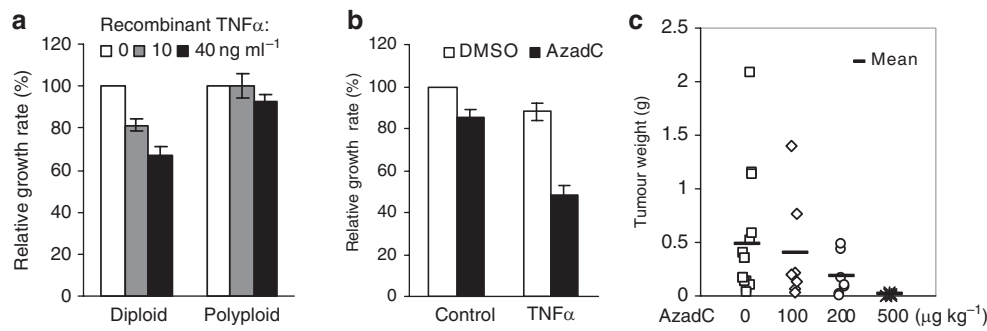 a
Recombinant TNFα:
0 10 40 ng ml⁻¹
Relative growth rate (%)
120
100
80
60
40
20
0
Diploid Polyploid
b
DMSO AzadC
Relative growth rate (%)
120
100
80
60
40
20
0
Control TNFα
c
Mean
Tumour weight (g)
2.5
2
1.5
1
0.5
0
AzadC 0 100 200 500 (μg kg⁻¹)